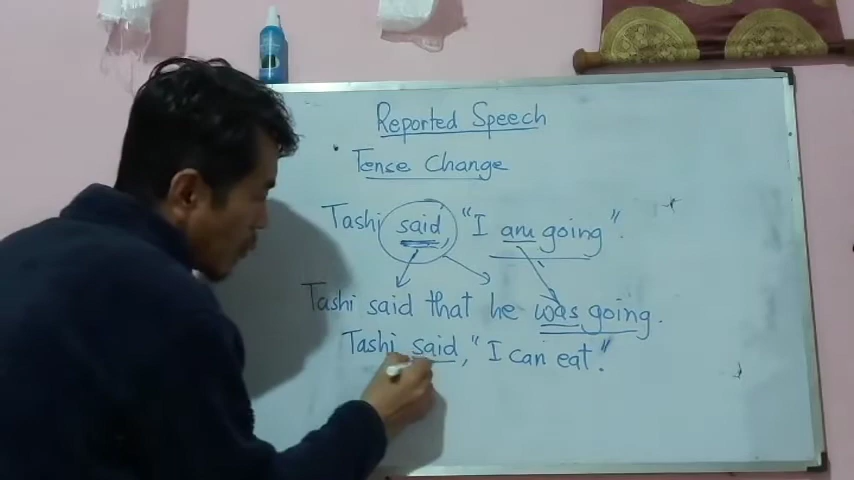 Reported Speech
Tense Change
Tashi said "I am going".
Tashi said that he was going.
Tashi said, "I can eat".